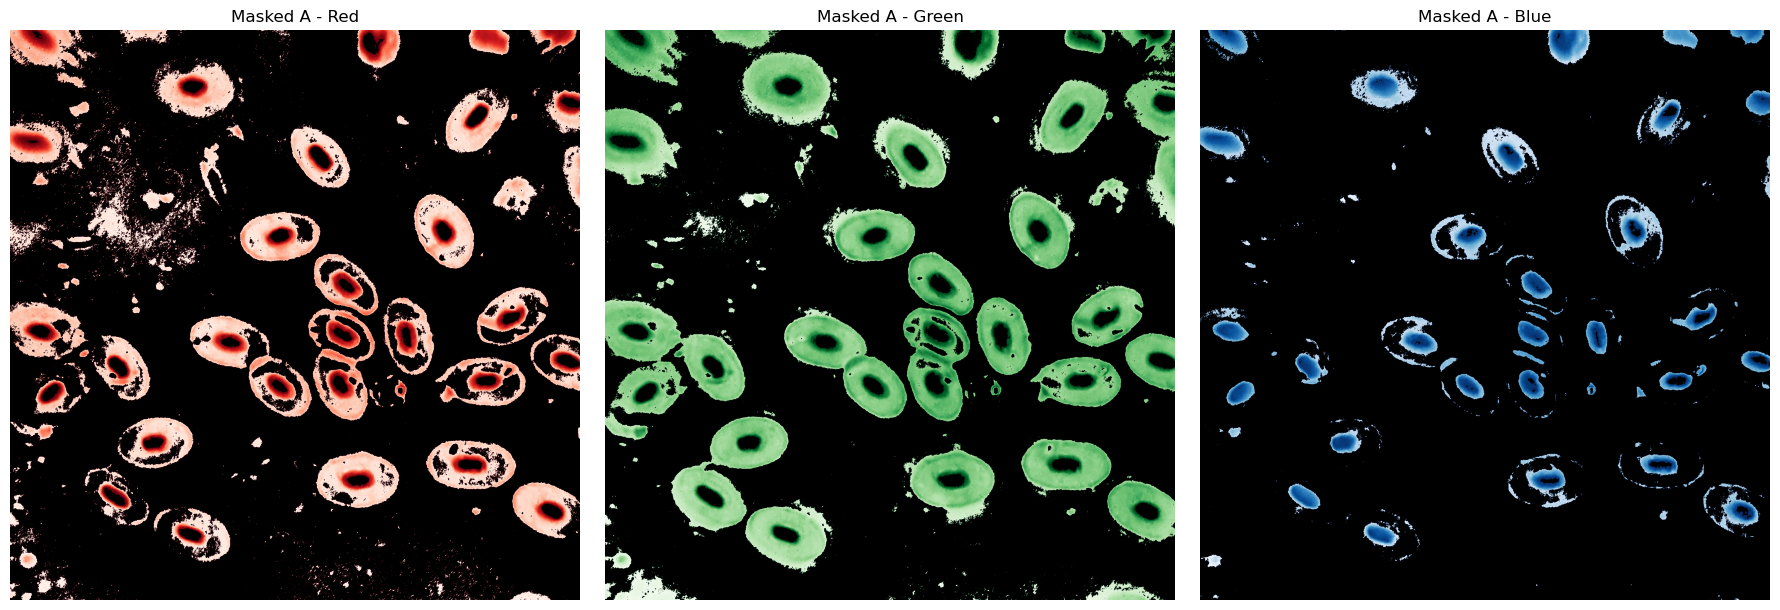 Masked A - Red
Masked A - Green
Masked A - Blue